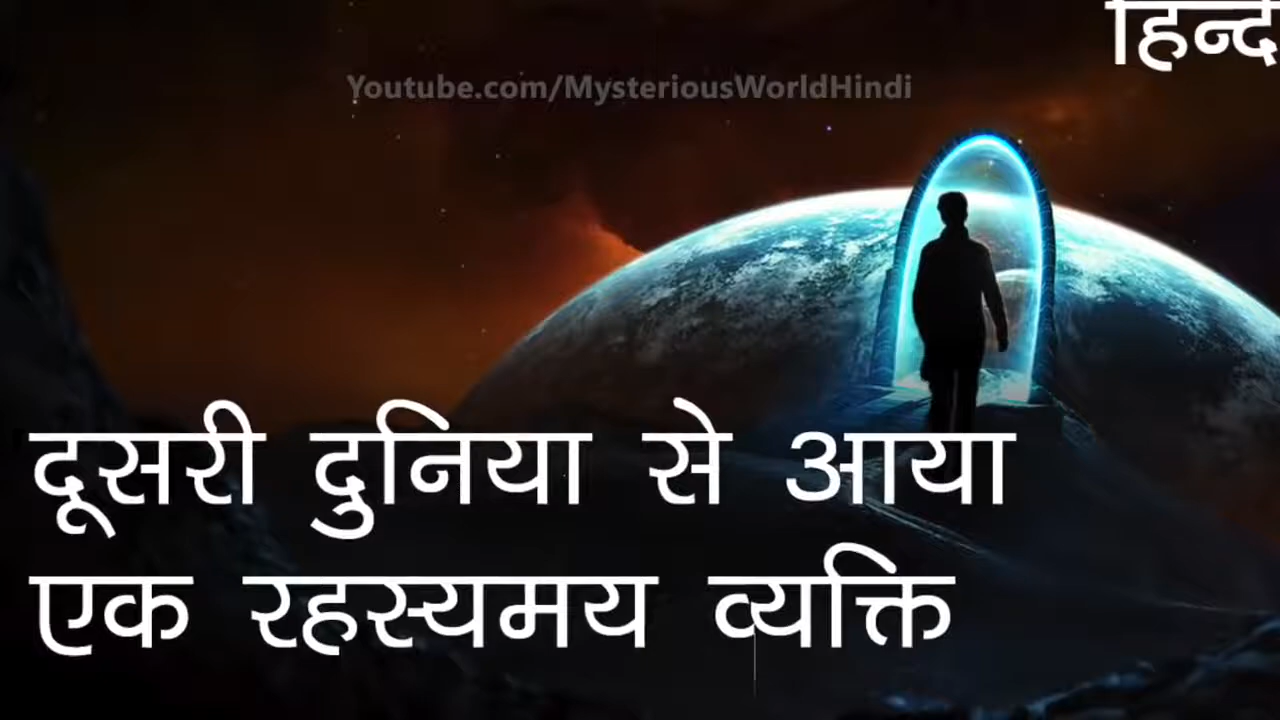 हिन्द
Youtube.com/MysteriousWorldHindi
दूसरी दुनिया से आया
एक रहस्यमय व्यक्ति